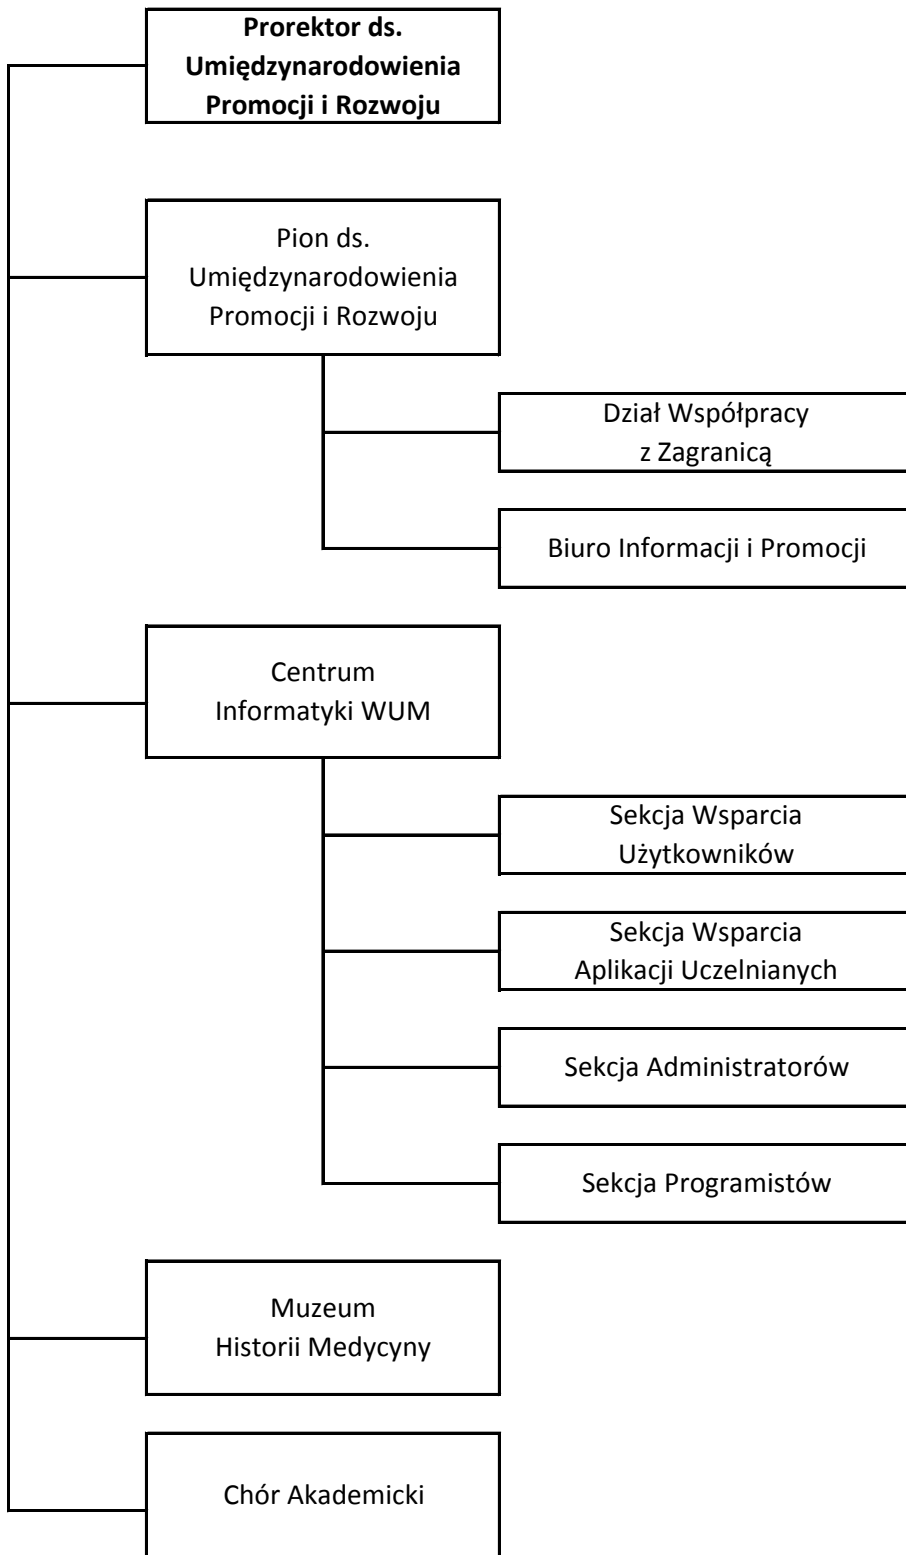 Prorektor ds.
Umiędzynarodowienia
Promocji i Rozwoju
Pion ds.
Umiędzynarodowienia
Promocji i Rozwoju
Dział Współpracy
z Zagranicą
Biuro Informacji i Promocji
Centrum
Informatyki WUM
Sekcja Wsparcia
Użytkowników
Sekcja Wsparcia
Aplikacji Uczelnianych
Sekcja Administratorów
Sekcja Programistów
Muzeum
Historii Medycyny
Chór Akademicki